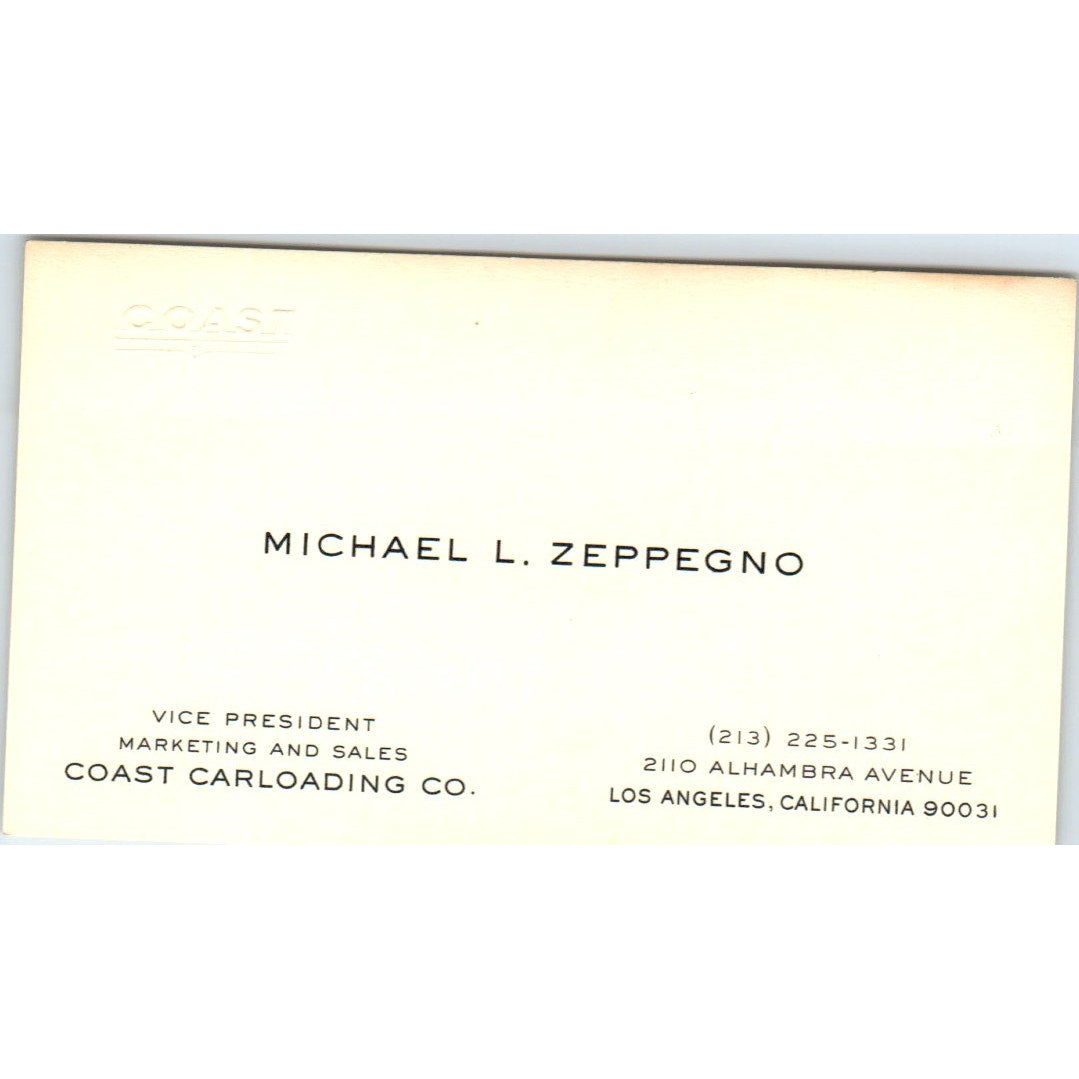 COAST
MICHAEL L. ZEPPEGNO
VICE PRESIDENT
MARKETING AND SALES
COAST CARLOADING CO.
(213) 225-1331
2110 ALHAMBRA AVENUE
LOS ANGELES, CALIFORNIA 90031